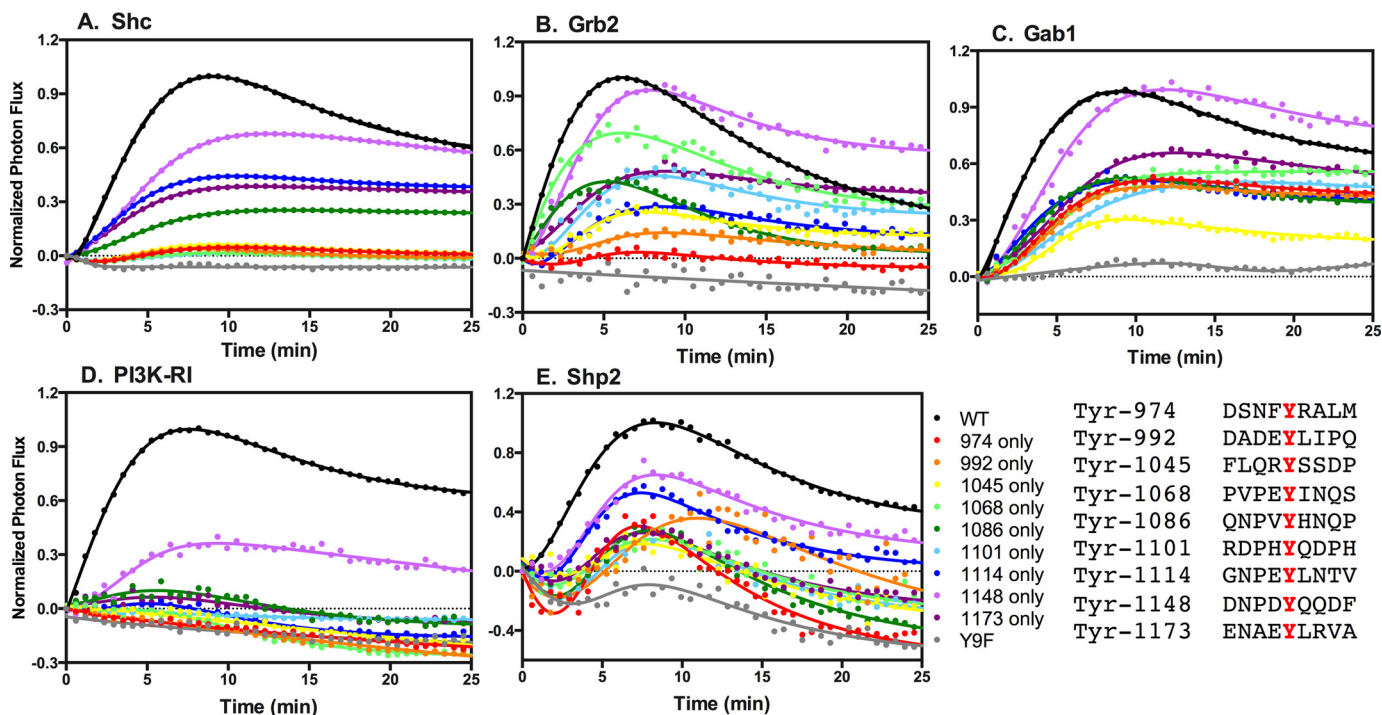 A. Shc
B. Grb2
C. Gab1
Normalized Photon Flux
1.2
0.9
0.6
0.3
0.0
-0.3
0 5 10 15 20 25
Time (min)
1.2
0.9
0.6
0.3
0.0
-0.3
0 5 10 15 20 25
Time (min)
1.2
0.9
0.6
0.3
0.0
0 5 10 15 20 25
Time (min)
D. PI3K-RI
E. Shp2
Normalized Photon Flux
1.2
0.9
0.6
0.3
0.0
-0.3
0 5 10 15 20 25
Time (min)
1.2
0.8
0.4
0.0
-0.4
0 5 10 15 20 25
Time (min)
WT
974 only
992 only
1045 only
1068 only
1086 only
1101 only
1114 only
1148 only
1173 only
Y9F
Tyr-974 DSNFYRALM
Tyr-992 DADEYLIPQ
Tyr-1045 FLQRYSSDP
Tyr-1068 PVPEYINQS
Tyr-1086 QNPVYHNQP
Tyr-1101 RDPHYQDPH
Tyr-1114 GNPEYLNTV
Tyr-1148 DNPDYQQDF
Tyr-1173 ENAEYLRVA